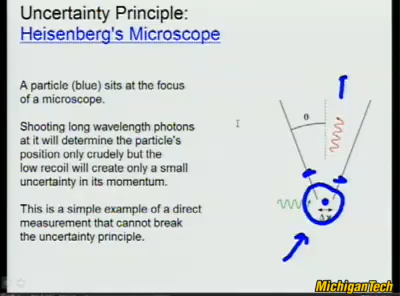 Uncertainty Principle:
Heisenberg's Microscope
A particle (blue) sits at the focus
of a microscope.
Shooting long wavelength photons
at it will determine the particle's
position only crudely but the
low recoil will create only a small
uncertainty in its momentum.
This is a simple example of a direct
measurement that cannot break
the uncertainty principle.
θ
Δx
MichiganTech